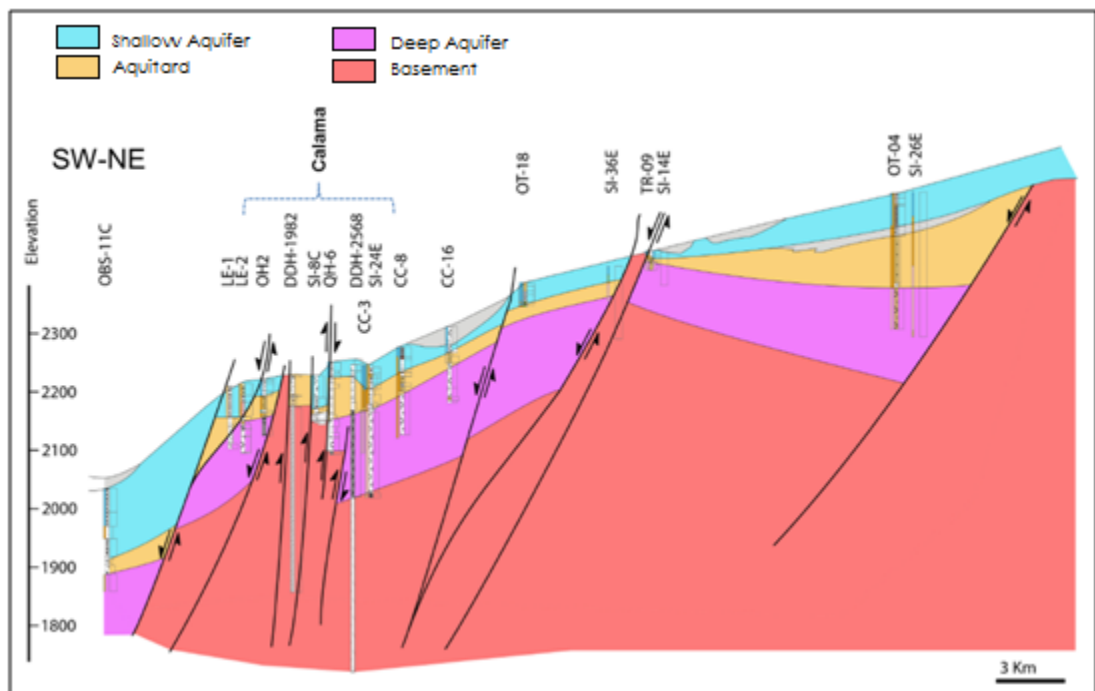 Shallow Aquifer
Deep Aquifer
Aquitard
Basement
SW-NE
Calama
Elevation
OBS-11C
LE-1
LE-2
OH2
DDH-1982
SI-8C
QH-6
DDH-2568
CC-3
SI-24E
CC-8
CC-16
OT-18
SI-36E
TR-09
SI-14E
OT-04
SI-26E
2300
2200
2100
2000
1900
1800
3 Km